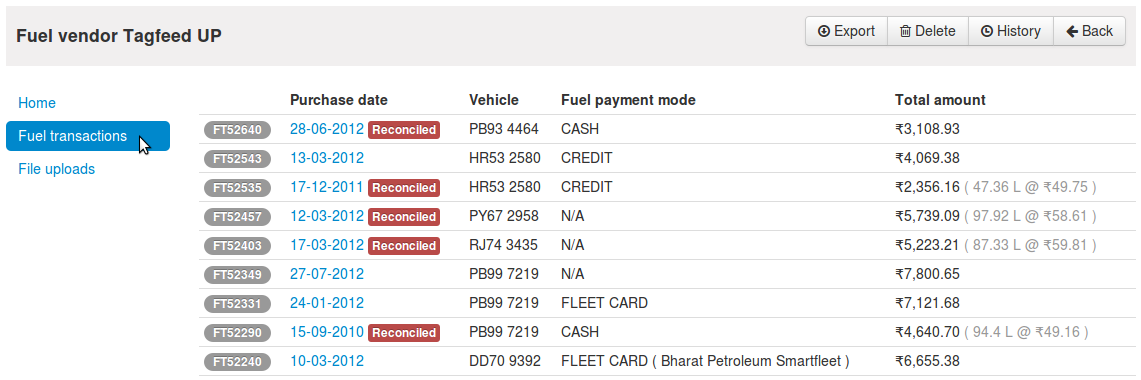 Fuel vendor Tagfeed UP
Export Delete History Back
Home
Fuel transactions
File uploads
Purchase date Vehicle Fuel payment mode Total amount
FT52640 28-06-2012 Reconciled PB93 4464 CASH ₹3,108.93
FT52543 13-03-2012 HR53 2580 CREDIT ₹4,069.38
FT52535 17-12-2011 Reconciled HR53 2580 CREDIT ₹2,356.16 ( 47.36 L @ ₹49.75 )
FT52457 12-03-2012 Reconciled PY67 2958 N/A ₹5,739.09 ( 97.92 L @ ₹58.61 )
FT52403 17-03-2012 Reconciled RJ74 3435 N/A ₹5,223.21 ( 87.33 L @ ₹59.81 )
FT52349 27-07-2012 PB99 7219 N/A ₹7,800.65
FT52331 24-01-2012 PB99 7219 FLEET CARD ₹7,121.68
FT52290 15-09-2010 Reconciled PB99 7219 CASH ₹4,640.70 ( 94.4 L @ ₹49.16 )
FT52240 10-03-2012 DD70 9392 FLEET CARD ( Bharat Petroleum Smartfleet ) ₹6,655.38